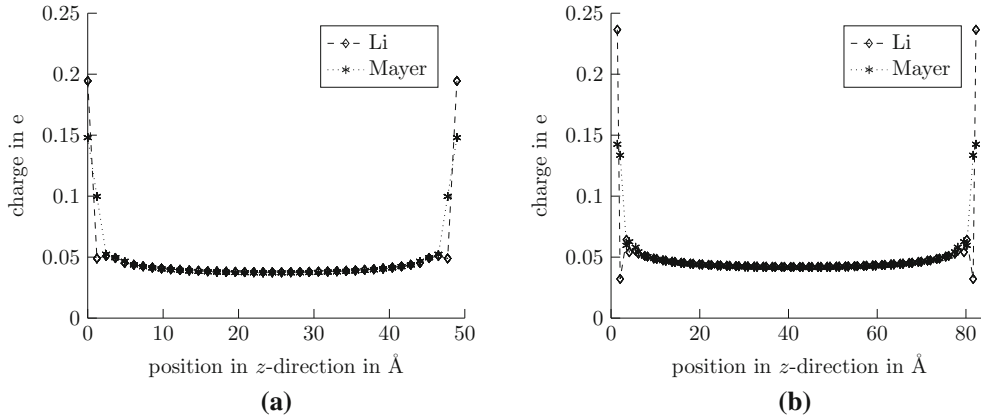 0.25
0.2
0.15
0.1
0.05
0
0
10
20
30
40
50
charge in e
position in z-direction in Å
Li
Mayer
(a)
0.25
0.2
0.15
0.1
0.05
0
0
20
40
60
80
charge in e
position in z-direction in Å
Li
Mayer
(b)